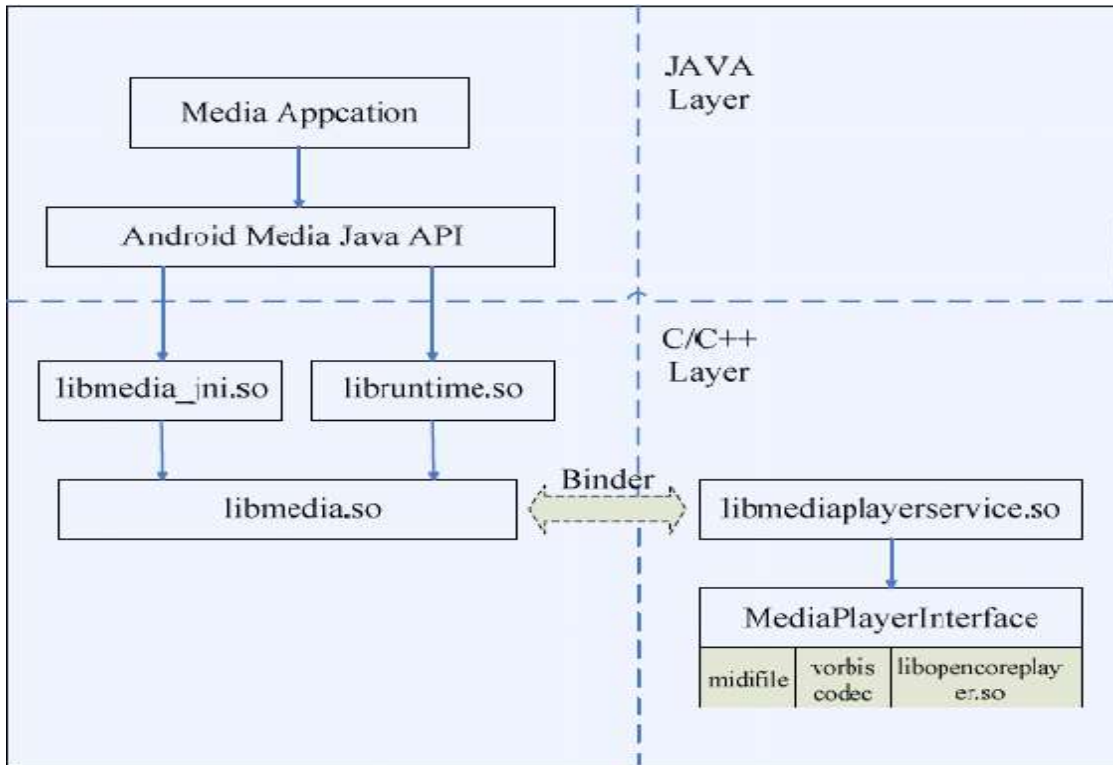 JAVA
Layer
Media Appcation
Android Media Java API
C/C++
Layer
libmedia_jni.so
libruntime.so
Binder
libmedia.so
libmediaplayerservice.so
MediaPlayerInterface
midifile
vorbis
codec
libopencoreplay
er.so